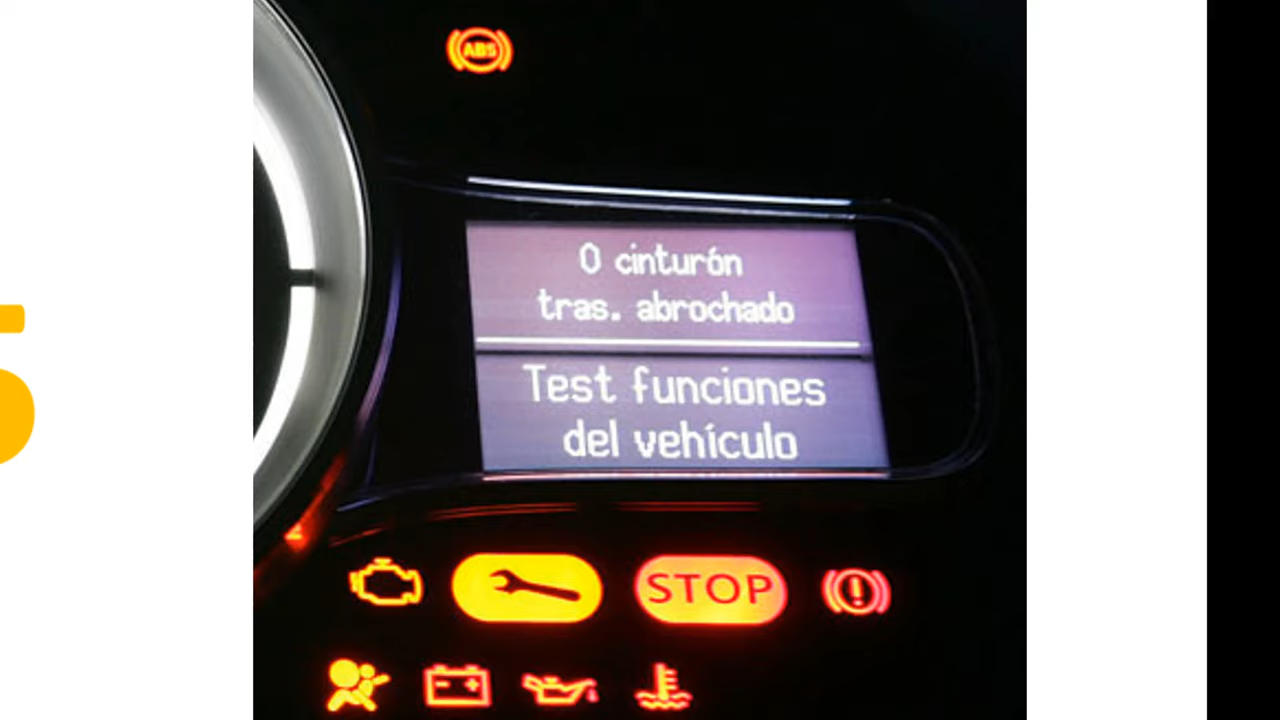 ABS
0 cinturón
tras. abrochado
Test funciones
del vehículo
STOP